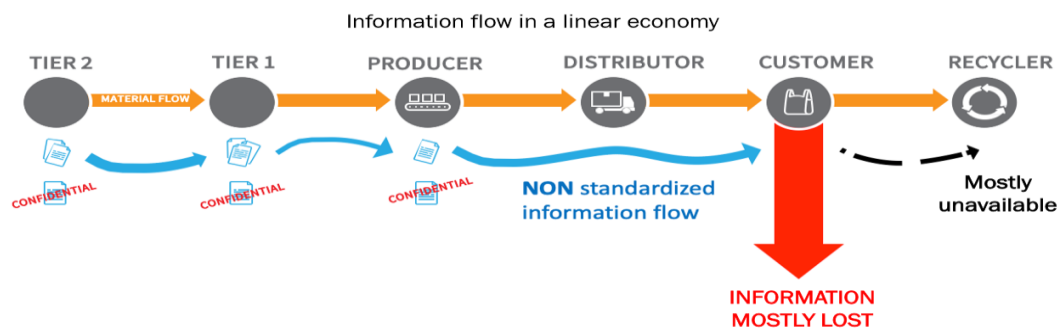 Information flow in a linear economy
TIER 2
TIER 1
PRODUCER
DISTRIBUTOR
CUSTOMER
RECYCLER
MATERIAL FLOW
CONFIDENTIAL
CONFIDENTIAL
CONFIDENTIAL
NON standardized
information flow
Mostly
unavailable
INFORMATION
MOSTLY LOST